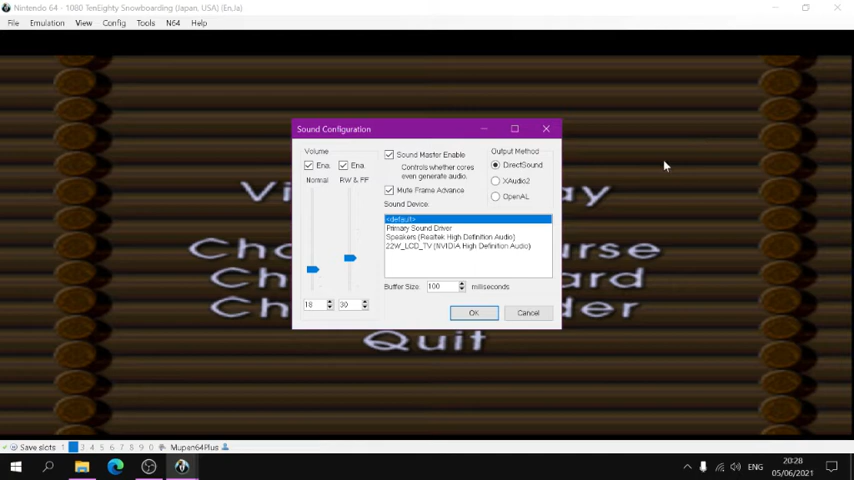 Nintendo 64 - 1080 TenEighty Snowboarding (Japan, USA) (En,Ja)
File Emulation View Config Tools N64 Help
Sound Configuration
Volume
Ena. Ena.
Normal RW & FF
18 30
Sound Master Enable
Controls whether cores
even generate audio.
Mute Frame Advance
Output Method
DirectSound
XAudio2
OpenAL
Sound Device:
<default>
Primary Sound Driver
Speakers (Realtek High Definition Audio)
22W_LCD_TV (NVIDIA High Definition Audio)
Buffer Size: 100 milliseconds
OK Cancel
Quit
Save slots 1 3 4 5 6 7 8 9 0 Mupen64Plus
ENG
20:28
05/06/2021